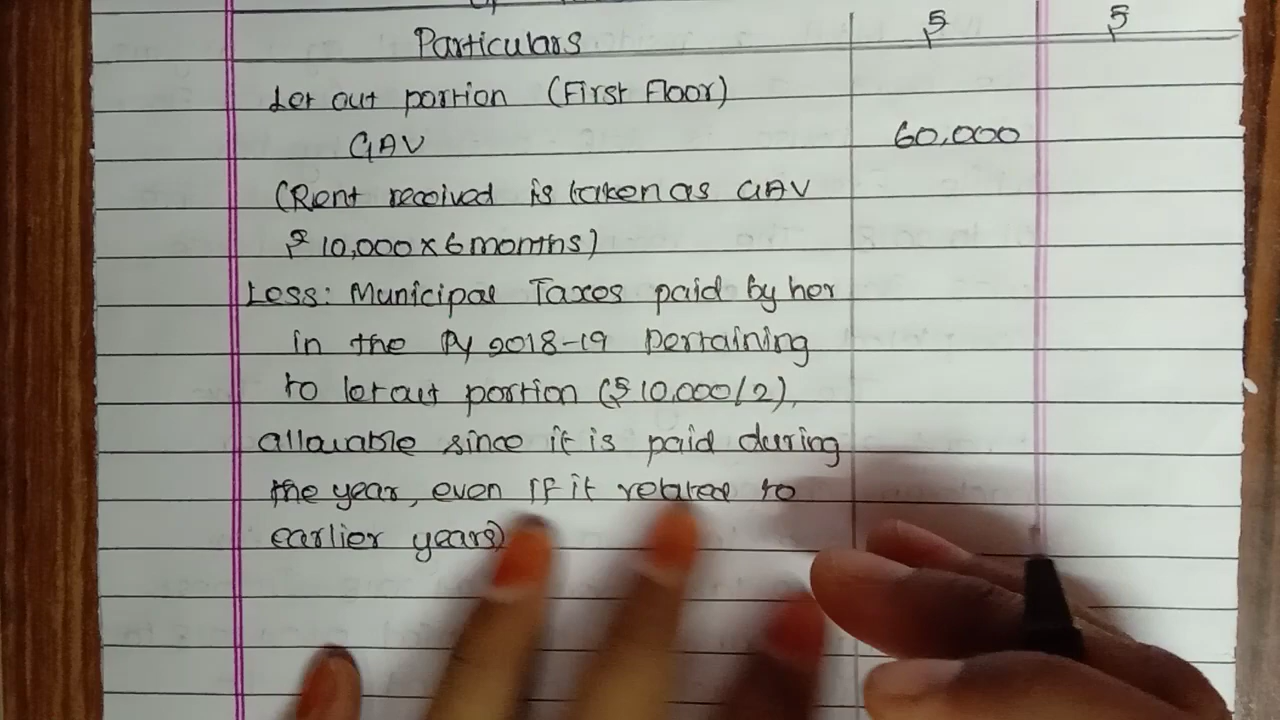 Particulars ₹ ₹
Let out portion (First Floor)
GAV 60,000
(Rent received is taken as GAV
₹ 10,000 x 6 months)
Less: Municipal Taxes paid by her
in the Py 2018-19 Pertaining
to let out portion (₹ 10,000/2),
allowable since it is paid during
the year, even if it related to
earlier years)